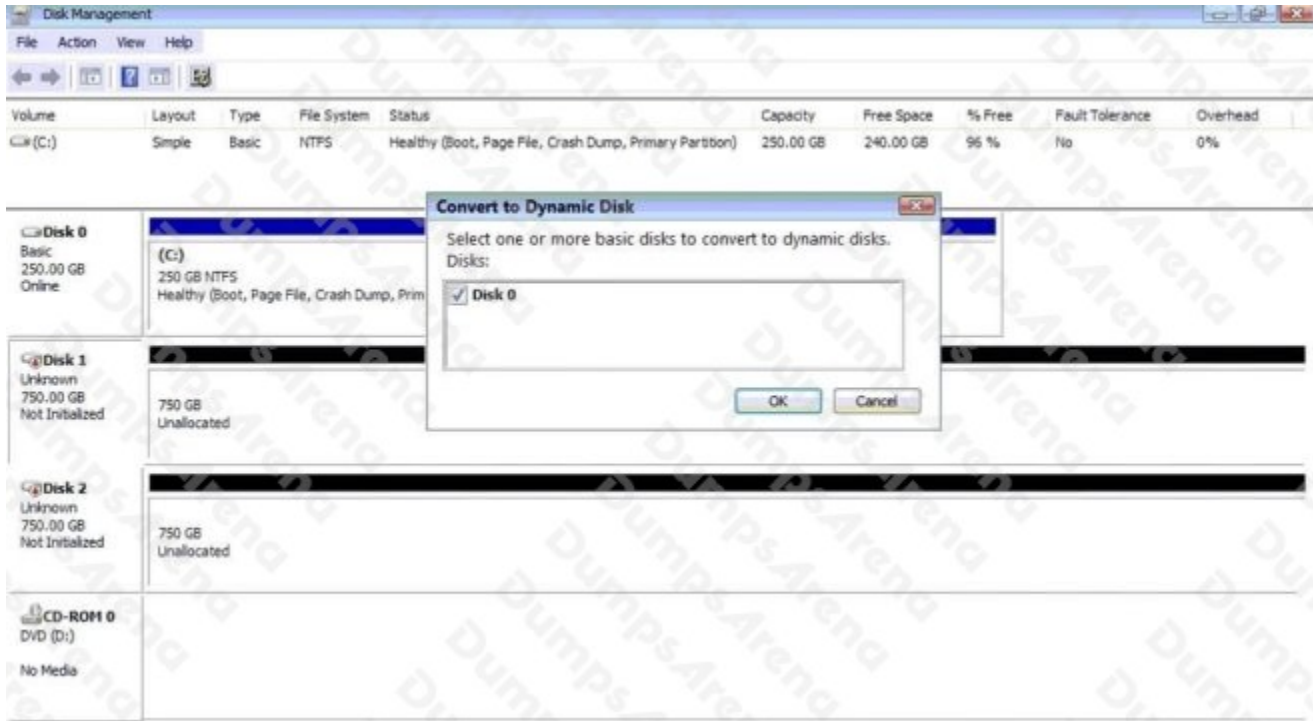 Disk Management
File Action View Help
Volume Layout Type File System Status Capacity Free Space % Free Fault Tolerance Overhead
(C:) Simple Basic NTFS Healthy (Boot, Page File, Crash Dump, Primary Partition) 250.00 GB 240.00 GB 96 % No 0%
Convert to Dynamic Disk
Select one or more basic disks to convert to dynamic disks.
Disks:
Disk 0
OK Cancel
Disk 0
Basic
250.00 GB
Online
(C:)
250 GB NTFS
Healthy (Boot, Page File, Crash Dump, Prim
Disk 1
Unknown
750.00 GB
Not Initialized
750 GB
Unallocated
Disk 2
Unknown
750.00 GB
Not Initialized
750 GB
Unallocated
CD-ROM 0
DVD (D:)
No Media
DumpsArena